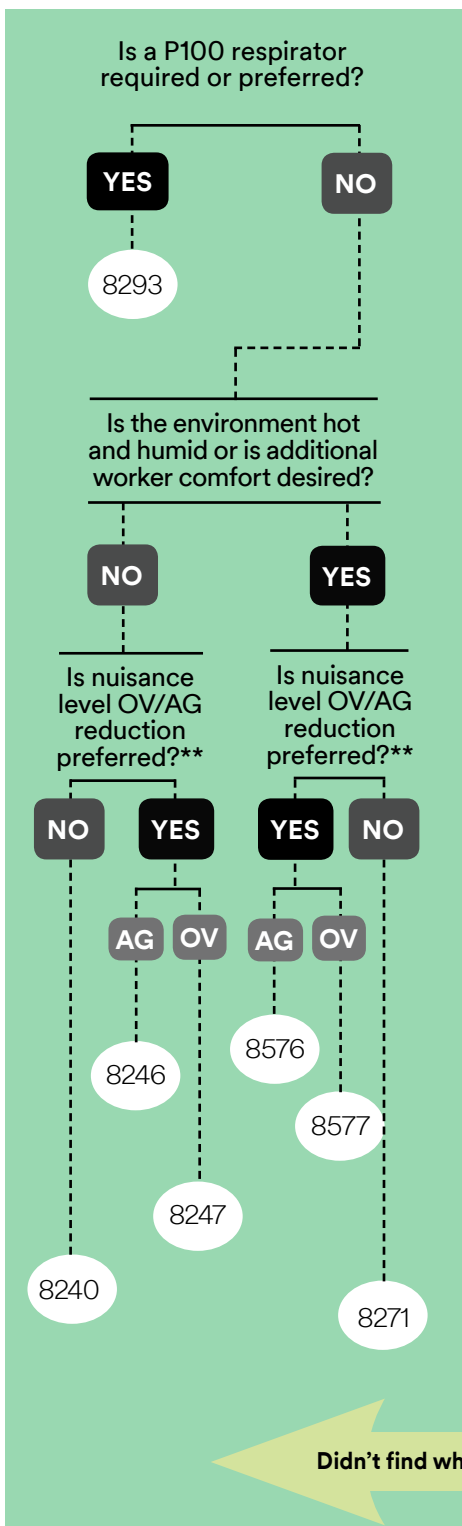 Is a P100 respirator
required or preferred?
YES
NO
8293
Is the environment hot
and humid or is additional
worker comfort desired?
NO
YES
Is nuisance
level OV/AG
reduction
preferred?**
Is nuisance
level OV/AG
reduction
preferred?**
NO
YES
YES
NO
AG
OV
AG
OV
8246
8576
8577
8247
8240
8271
Didn't find wh